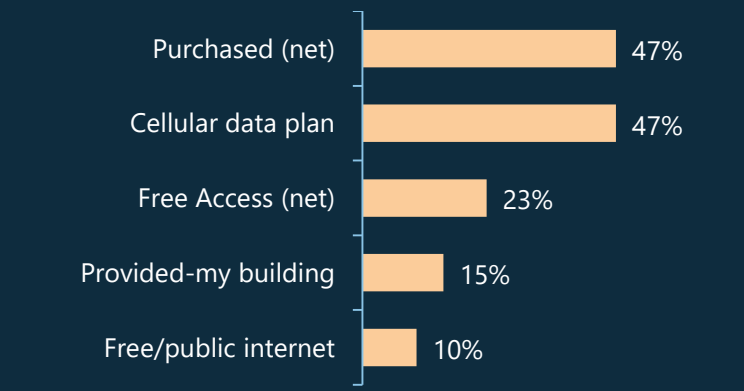 Purchased (net) 47%
Cellular data plan 47%
Free Access (net) 23%
Provided-my building 15%
Free/public internet 10%